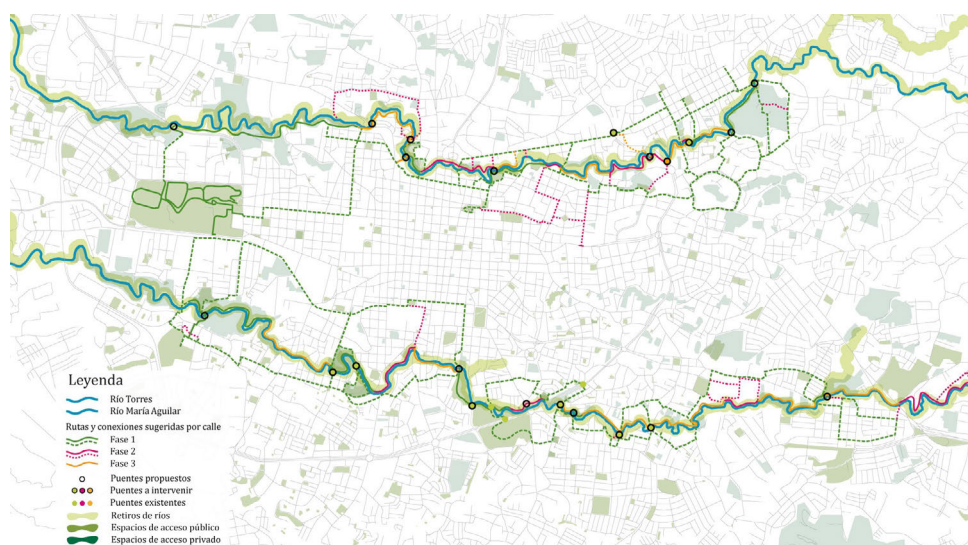 Leyenda
Río Torres
Río María Aguilar
Rutas y conexiones sugeridas por calle
Fase 1
Fase 2
Fase 3
Puentes propuestos
Puentes a intervenir
Puentes existentes
Retiros de ríos
Espacios de acceso público
Espacios de acceso privado